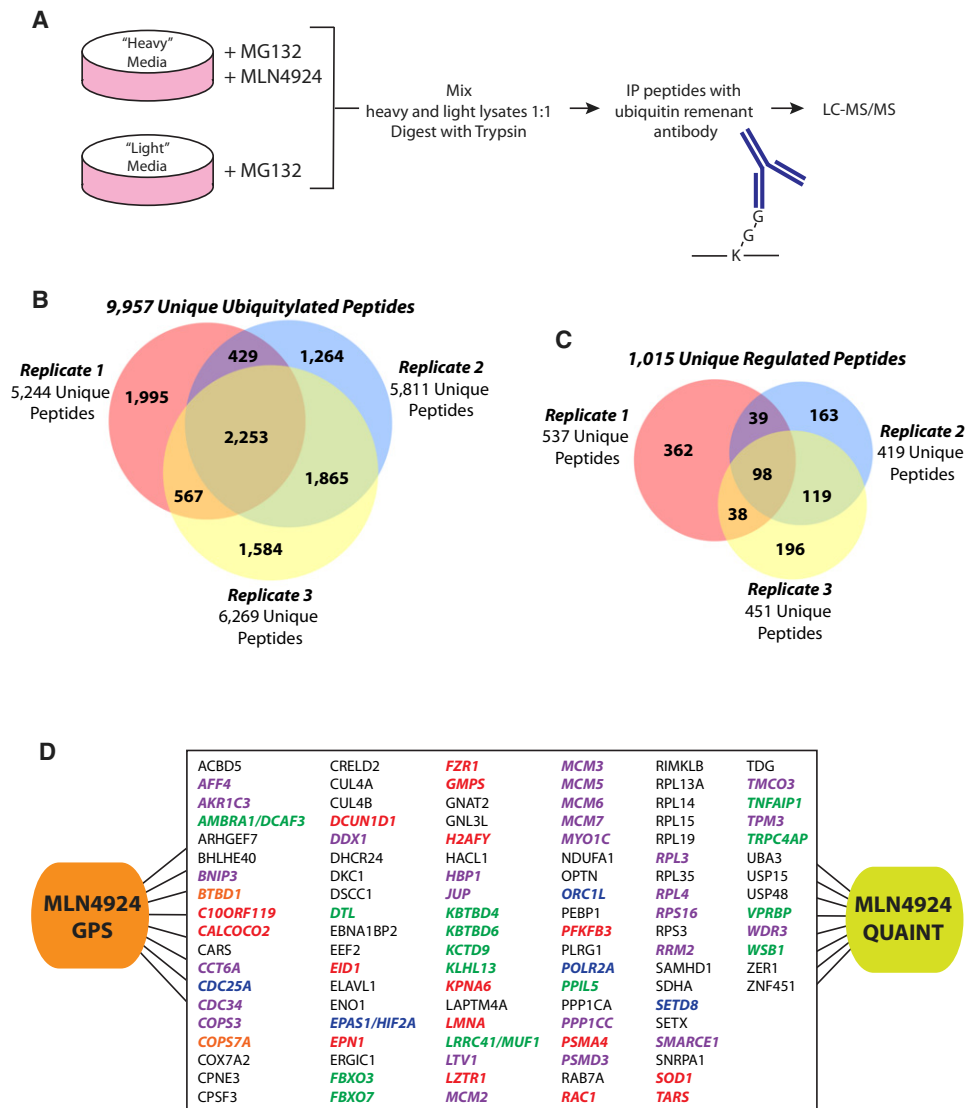 A
"Heavy"
Media
+ MG132
+ MLN4924
"Light"
Media
+ MG132
Mix
heavy and light lysates 1:1
Digest with Trypsin
IP peptides with
ubiquitin remenant
antibody
LC-MS/MS
G
G
K
B
9,957 Unique Ubiquitylated Peptides
Replicate 1
5,244 Unique
Peptides
Replicate 2
5,811 Unique
Peptides
1,995
429
1,264
2,253
567
1,865
1,584
Replicate 3
6,269 Unique
Peptides
C
1,015 Unique Regulated Peptides
Replicate 1
537 Unique
Peptides
Replicate 2
419 Unique
Peptides
362
39
163
98
38
119
196
Replicate 3
451 Unique
Peptides
D
MLN4924
GPS
ACBD5
AFF4
AKR1C3
AMBRA1/DCAF3
ARHGEF7
BHLHE40
BNIP3
BTBD1
C10ORF119
CALCOCO2
CARS
CCT6A
CDC25A
CDC34
COPS3
COPS7A
COX7A2
CPNE3
CPSF3
CRELD2
CUL4A
CUL4B
DCUN1D1
DDX1
DHCR24
DKC1
DSCC1
DTL
EBNA1BP2
EEF2
EID1
ELAVL1
ENO1
EPAS1/HIF2A
EPN1
ERGIC1
FBXO3
FBXO7
FZR1
GMPS
GNAT2
GNL3L
H2AFY
HACL1
HBP1
JUP
KBTBD4
KBTBD6
KCTD9
KLHL13
KPNA6
LAPTM4A
LMNA
LRRC41/MUF1
LTV1
LZTR1
MCM2
MCM3
MCM5
MCM6
MCM7
MYO1C
NDUFA1
OPTN
ORC1L
PEBP1
PFKFB3
PLRG1
POLR2A
PPIL5
PPP1CA
PPP1CC
PSMA4
PSMD3
RAB7A
RAC1
RIMKLB
RPL13A
RPL14
RPL15
RPL19
RPL3
RPL35
RPL4
RPS16
RPS3
RRM2
SAMHD1
SDHA
SETD8
SETX
SMARCE1
SNRPA1
SOD1
TARS
TDG
TMCO3
TNFAIP1
TPM3
TRPC4AP
UBA3
USP15
USP48
VPRBP
WDR3
WSB1
ZER1
ZNF451
MLN4924
QUAINT